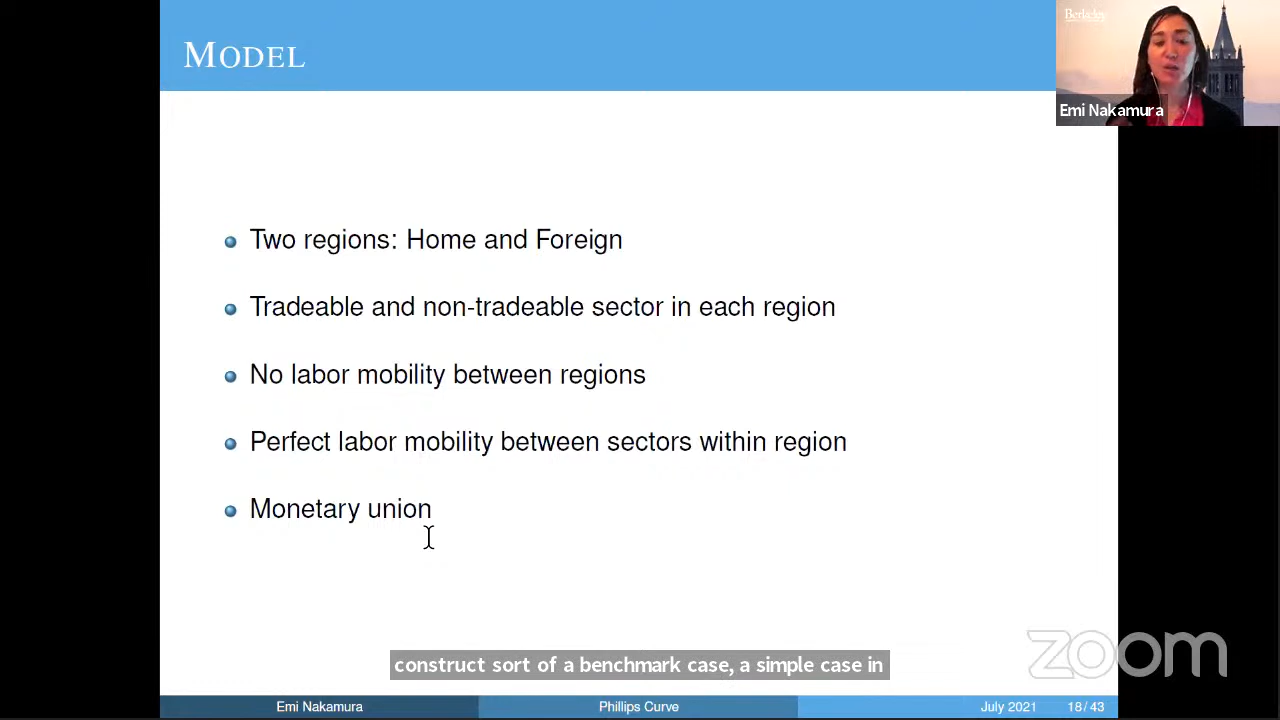 MODEL
Berkeley
Emi Nakamura
Two regions: Home and Foreign
Tradeable and non-tradeable sector in each region
No labor mobility between regions
Perfect labor mobility between sectors within region
Monetary union
construct sort of a benchmark case, a simple case in
zoom
Emi Nakamura
Phillips Curve
July 2021
18/43